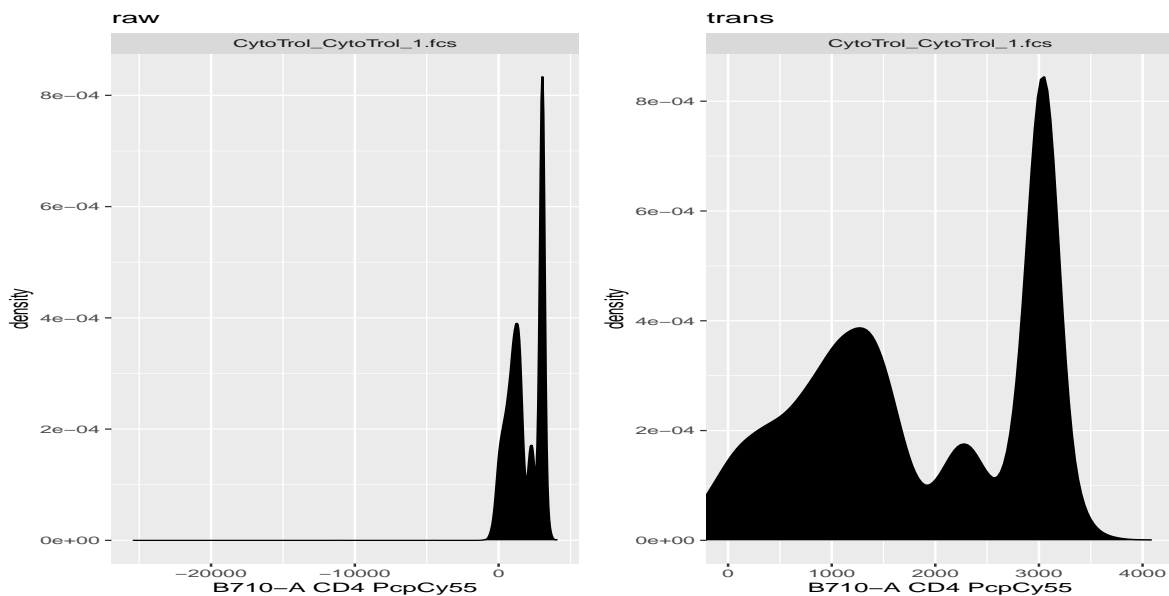 raw
CytoTrol_CytoTrol_1.fcs
density
8e−04
6e−04
4e−04
2e−04
0e+00
−20000
−10000
0
B710−A CD4 PcpCy55
trans
CytoTrol_CytoTrol_1.fcs
density
8e−04
6e−04
4e−04
2e−04
0e+00
0
1000
2000
3000
4000
B710−A CD4 PcpCy55